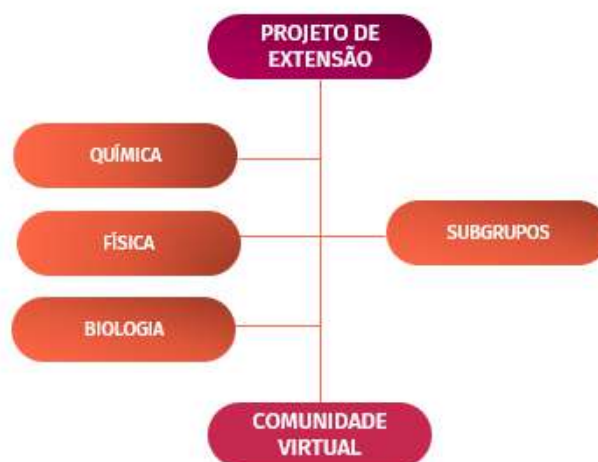 PROJETO DE
EXTENSÃO
QUÍMICA
FÍSICA
SUBGRUPOS
BIOLOGIA
COMUNIDADE
VIRTUAL